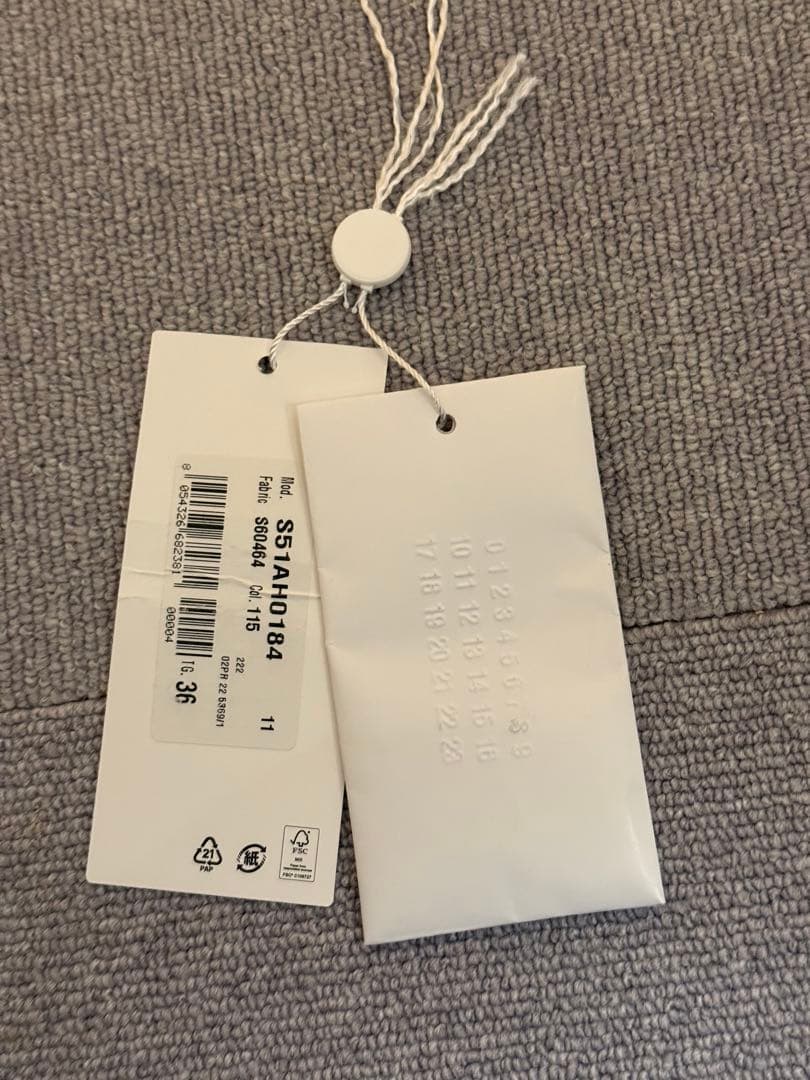 Mod. S51AH0184 11
Fabric S60464 Col. 115
222
02PR 22 5369/1
TG. 36
8 054326 682381
00004
21
PAP
紙
FSC
MIX
0 1 2 3 4 5 6 7 8 9
10 11 12 13 14 15 16
17 18 19 20 21 22 23